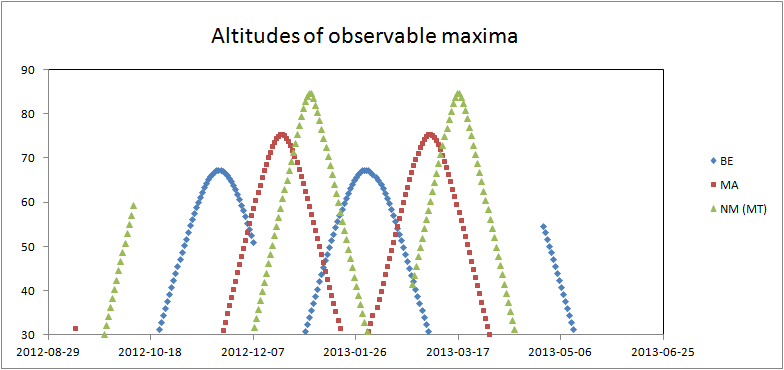 Altitudes of observable maxima
90
80
70
60
50
40
30
2012-08-29 2012-10-18 2012-12-07 2013-01-26 2013-03-17 2013-05-06 2013-06-25
BE
MA
NM (MT)